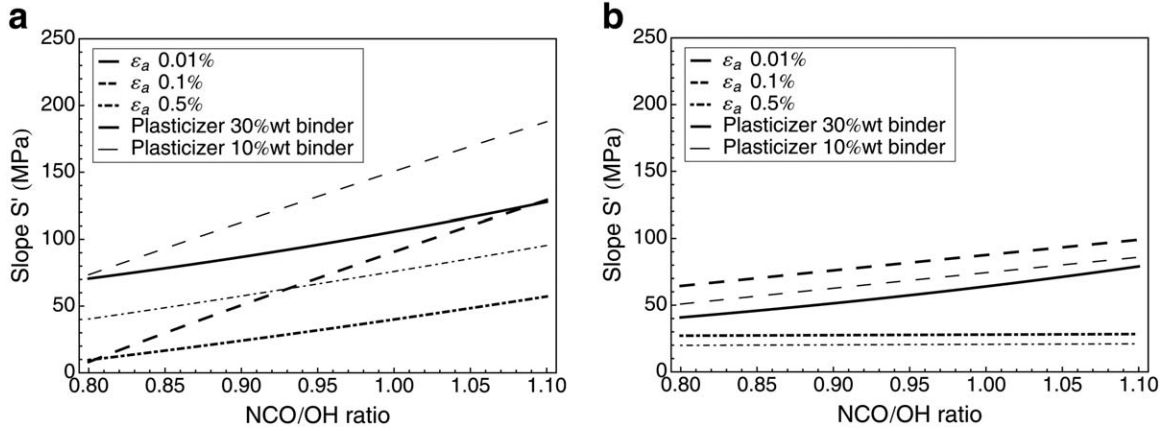 a
250
200
150
100
50
0
Slope S' (MPa)
εa 0.01%
εa 0.1%
εa 0.5%
Plasticizer 30%wt binder
Plasticizer 10%wt binder
0.80 0.85 0.90 0.95 1.00 1.05 1.10
NCO/OH ratio
b
250
200
150
100
50
0
Slope S' (MPa)
εa 0.01%
εa 0.1%
εa 0.5%
Plasticizer 30%wt binder
Plasticizer 10%wt binder
0.80 0.85 0.90 0.95 1.00 1.05 1.10
NCO/OH ratio